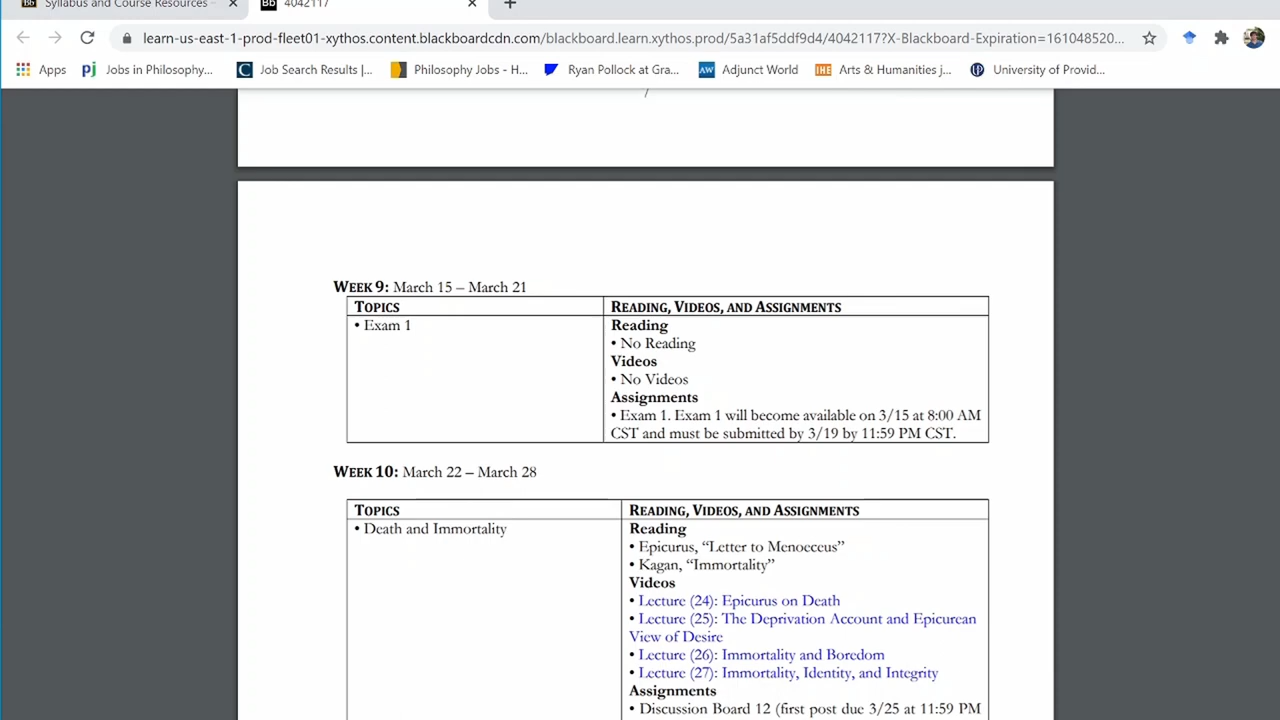 Syllabus and Course Resources -
4042117
learn-us-east-1-prod-fleet01-xythos.content.blackboardcdn.com/blackboard.learn.xythos.prod/5a31af5ddf9d4/4042117?X-Blackboard-Expiration=161048520...
Apps
Jobs in Philosophy...
Job Search Results |...
Philosophy Jobs - H...
Ryan Pollock at Gra...
Adjunct World
Arts & Humanities j...
University of Provid...
WEEK 9: March 15 – March 21
TOPICS
READING, VIDEOS, AND ASSIGNMENTS
• Exam 1
Reading
• No Reading
Videos
• No Videos
Assignments
• Exam 1. Exam 1 will become available on 3/15 at 8:00 AM
CST and must be submitted by 3/19 by 11:59 PM CST.
WEEK 10: March 22 – March 28
TOPICS
READING, VIDEOS, AND ASSIGNMENTS
• Death and Immortality
Reading
• Epicurus, “Letter to Menoeceus”
• Kagan, “Immortality”
Videos
• Lecture (24): Epicurus on Death
• Lecture (25): The Deprivation Account and Epicurean
View of Desire
• Lecture (26): Immortality and Boredom
• Lecture (27): Immortality, Identity, and Integrity
Assignments
• Discussion Board 12 (first post due 3/25 at 11:59 PM